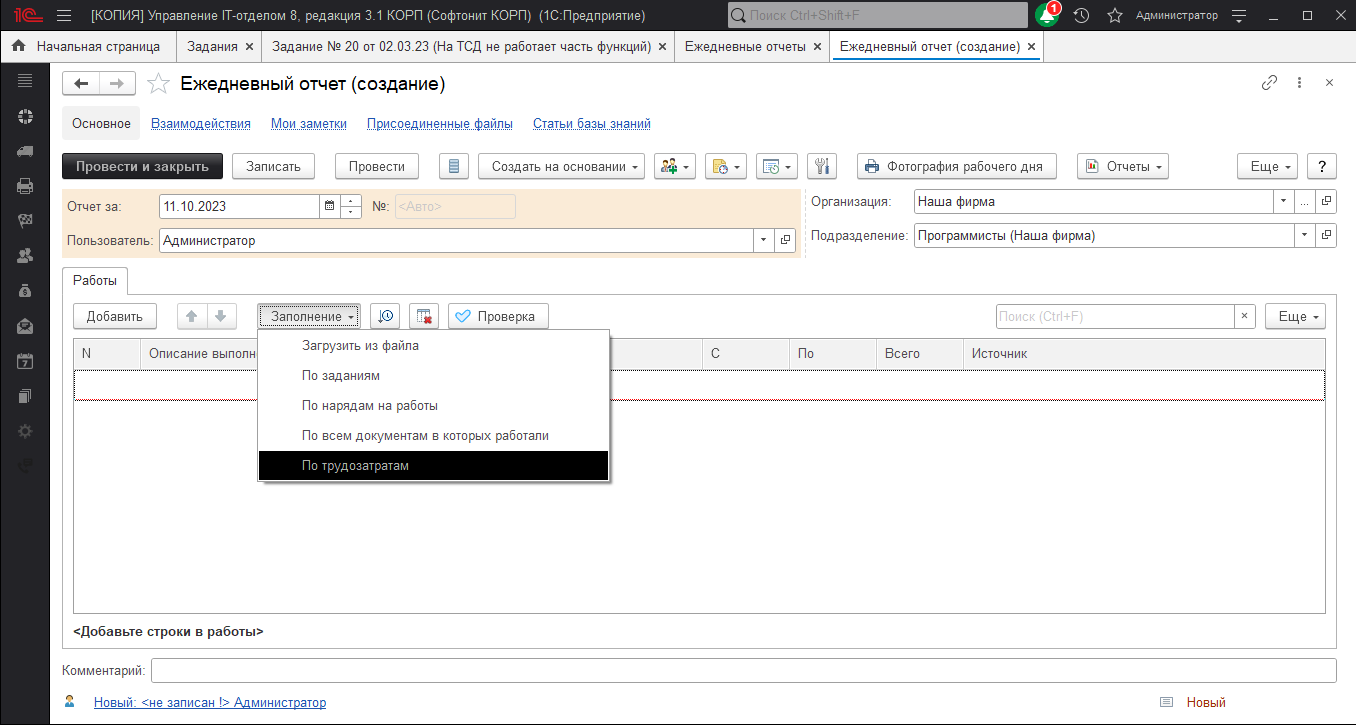 [КОПИЯ] Управление IT-отделом 8, редакция 3.1 КОРП (Софтонит КОРП) (1С:Предприятие) Поиск Ctrl+Shift+F 1 Администратор
Начальная страница Задания × Задание № 20 от 02.03.23 (На ТСД не работает часть функций) × Ежедневные отчеты × Ежедневный отчет (создание) ×
Ежедневный отчет (создание)
Основное Взаимодействия Мои заметки Присоединенные файлы Статьи базы знаний
Провести и закрыть Записать Провести Создать на основании Фотография рабочего дня Отчеты Еще ?
Отчет за: 11.10.2023 №: <Авто> Организация: Наша фирма ...
Пользователь: Администратор Подразделение: Программисты (Наша фирма)
Работы
Добавить Заполнение Проверка Поиск (Ctrl+F) × Еще
N Описание выполн С По Всего Источник
Загрузить из файла
По заданиям
По нарядам на работы
По всем документам в которых работали
По трудозатратам
<Добавьте строки в работы>
Комментарий:
Новый: <не записан !> Администратор Новый